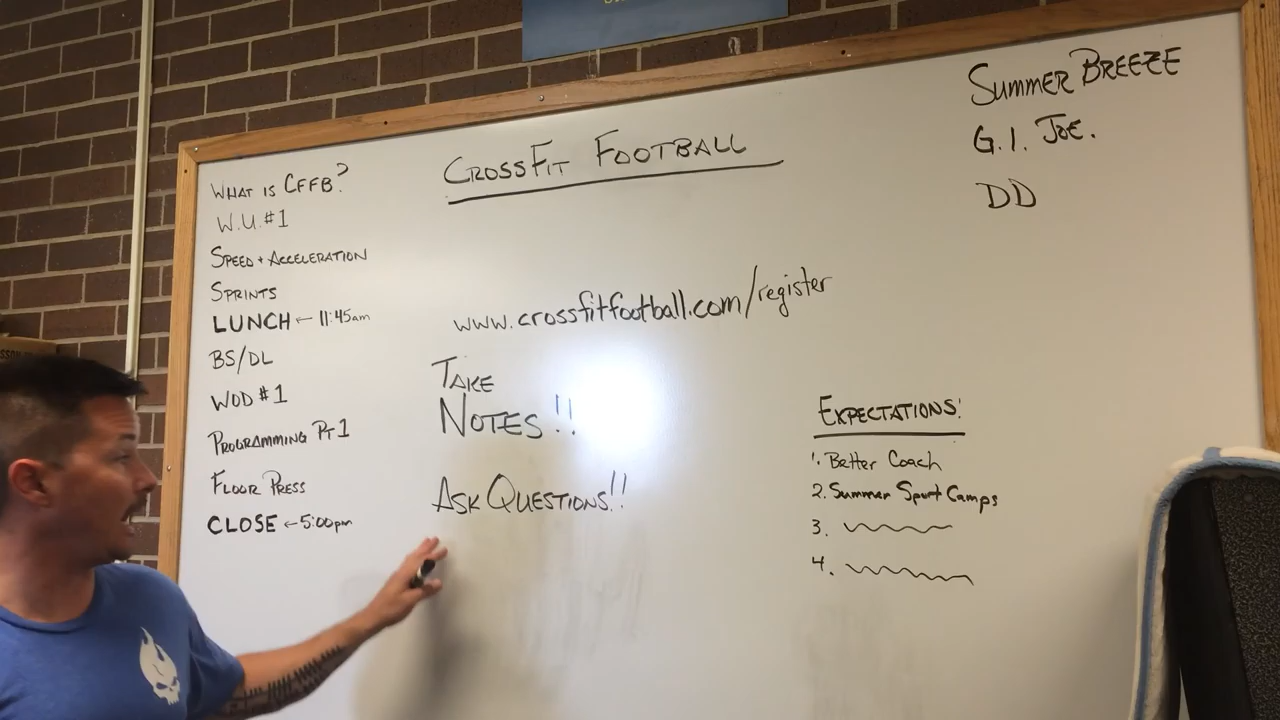 SUMMER BREEZE
G.I. JOE.
DD
CROSSFIT FOOTBALL
WHAT IS CFFB?
W.U. #1
SPEED + ACCELERATION
SPRINTS
LUNCH ← 11:45am
BS/DL
WOD #1
PROGRAMMING PT 1
FLOOR PRESS
CLOSE ← 5:00pm
www.crossfitfootball.com/register
TAKE
NOTES!!
ASK QUESTIONS!!
EXPECTATIONS:
1. Better Coach
2. Summer Sport Camps
3.
4.